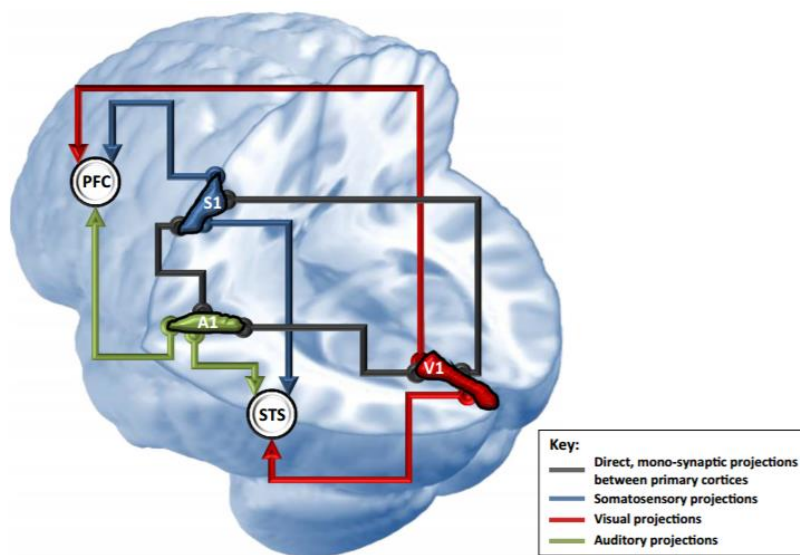 PFC
S1
A1
V1
STS
Key:
Direct, mono-synaptic projections
between primary cortices
Somatosensory projections
Visual projections
Auditory projections